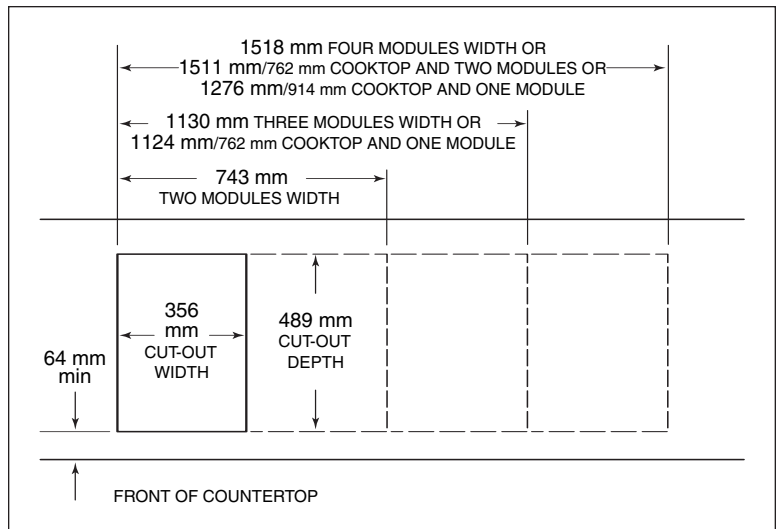 1518 mm FOUR MODULES WIDTH OR
1511 mm/762 mm COOKTOP AND TWO MODULES OR
1276 mm/914 mm COOKTOP AND ONE MODULE
1130 mm THREE MODULES WIDTH OR
1124 mm/762 mm COOKTOP AND ONE MODULE
743 mm
TWO MODULES WIDTH
356
mm
CUT-OUT
WIDTH
489 mm
CUT-OUT
DEPTH
64 mm
min
FRONT OF COUNTERTOP